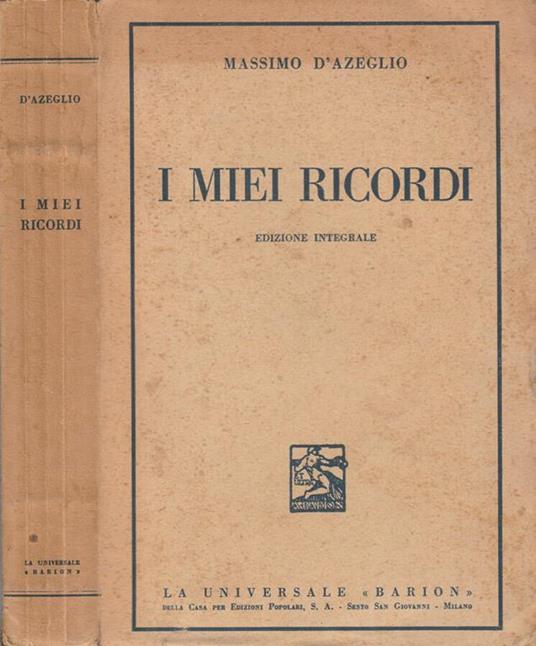 D'AZEGLIO
I MIEI
RICORDI
LA UNIVERSALE
« BARION »
MASSIMO D'AZEGLIO
I MIEI RICORDI
EDIZIONE INTEGRALE
LA UNIVERSALE « BARION »
DELLA CASA PER EDIZIONI POPOLARI, S. A. - SESTO SAN GIOVANNI - MILANO